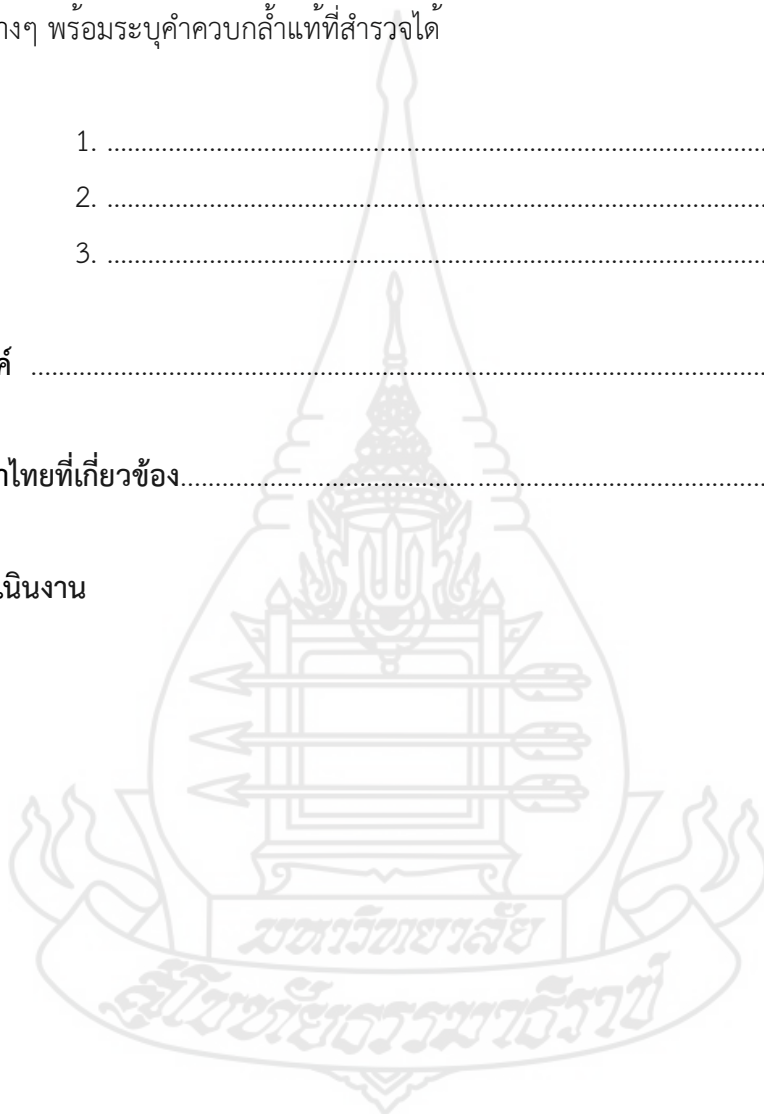 างๆ พร้อมระบุคำควบกล้ำแท้ที่สำรวจได้
1. ................................................................................................
2. ................................................................................................
3. ................................................................................................
ค์ ................................................................................................
าไทยที่เกี่ยวข้อง................................................................................................
นินงาน
มหาวิทยาลัย
สุโขทัยธรรมาธิราช